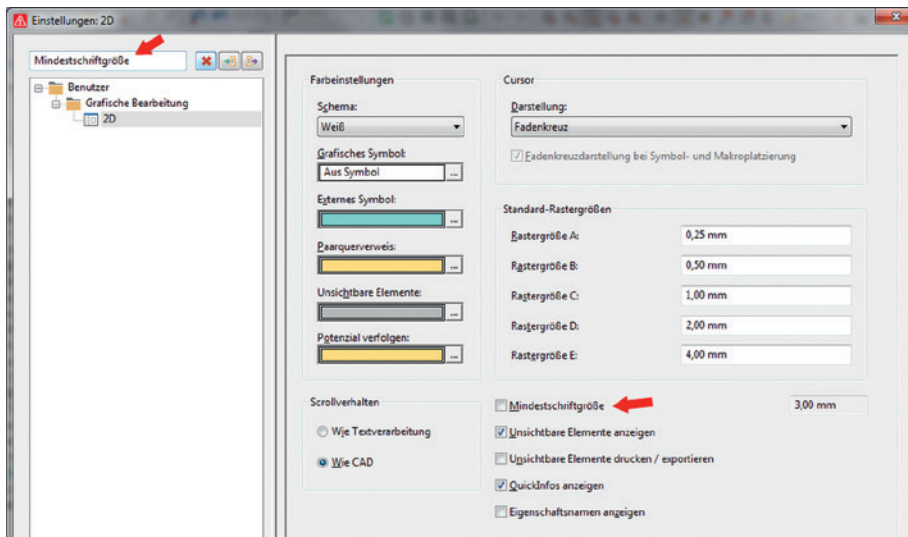 Einstellungen: 2D
Mindestschriftgröße
Benutzer
Grafische Bearbeitung
2D
Farbeinstellungen
Schema:
Weiß
Grafisches Symbol:
Aus Symbol
...
Externes Symbol:
...
Paarquerverweis:
...
Unsichtbare Elemente:
...
Potenzial verfolgen:
...
Scrollverhalten
Wie Textverarbeitung
Wie CAD
Cursor
Darstellung:
Fadenkreuz
Fadenkreuzdarstellung bei Symbol- und Makroplatzierung
Standard-Rastergrößen
Rastergröße A: 0,25 mm
Rastergröße B: 0,50 mm
Rastergröße C: 1,00 mm
Rastergröße D: 2,00 mm
Rastergröße E: 4,00 mm
Mindestschriftgröße 3,00 mm
Unsichtbare Elemente anzeigen
Unsichtbare Elemente drucken / exportieren
QuickInfos anzeigen
Eigenschaftsnamen anzeigen